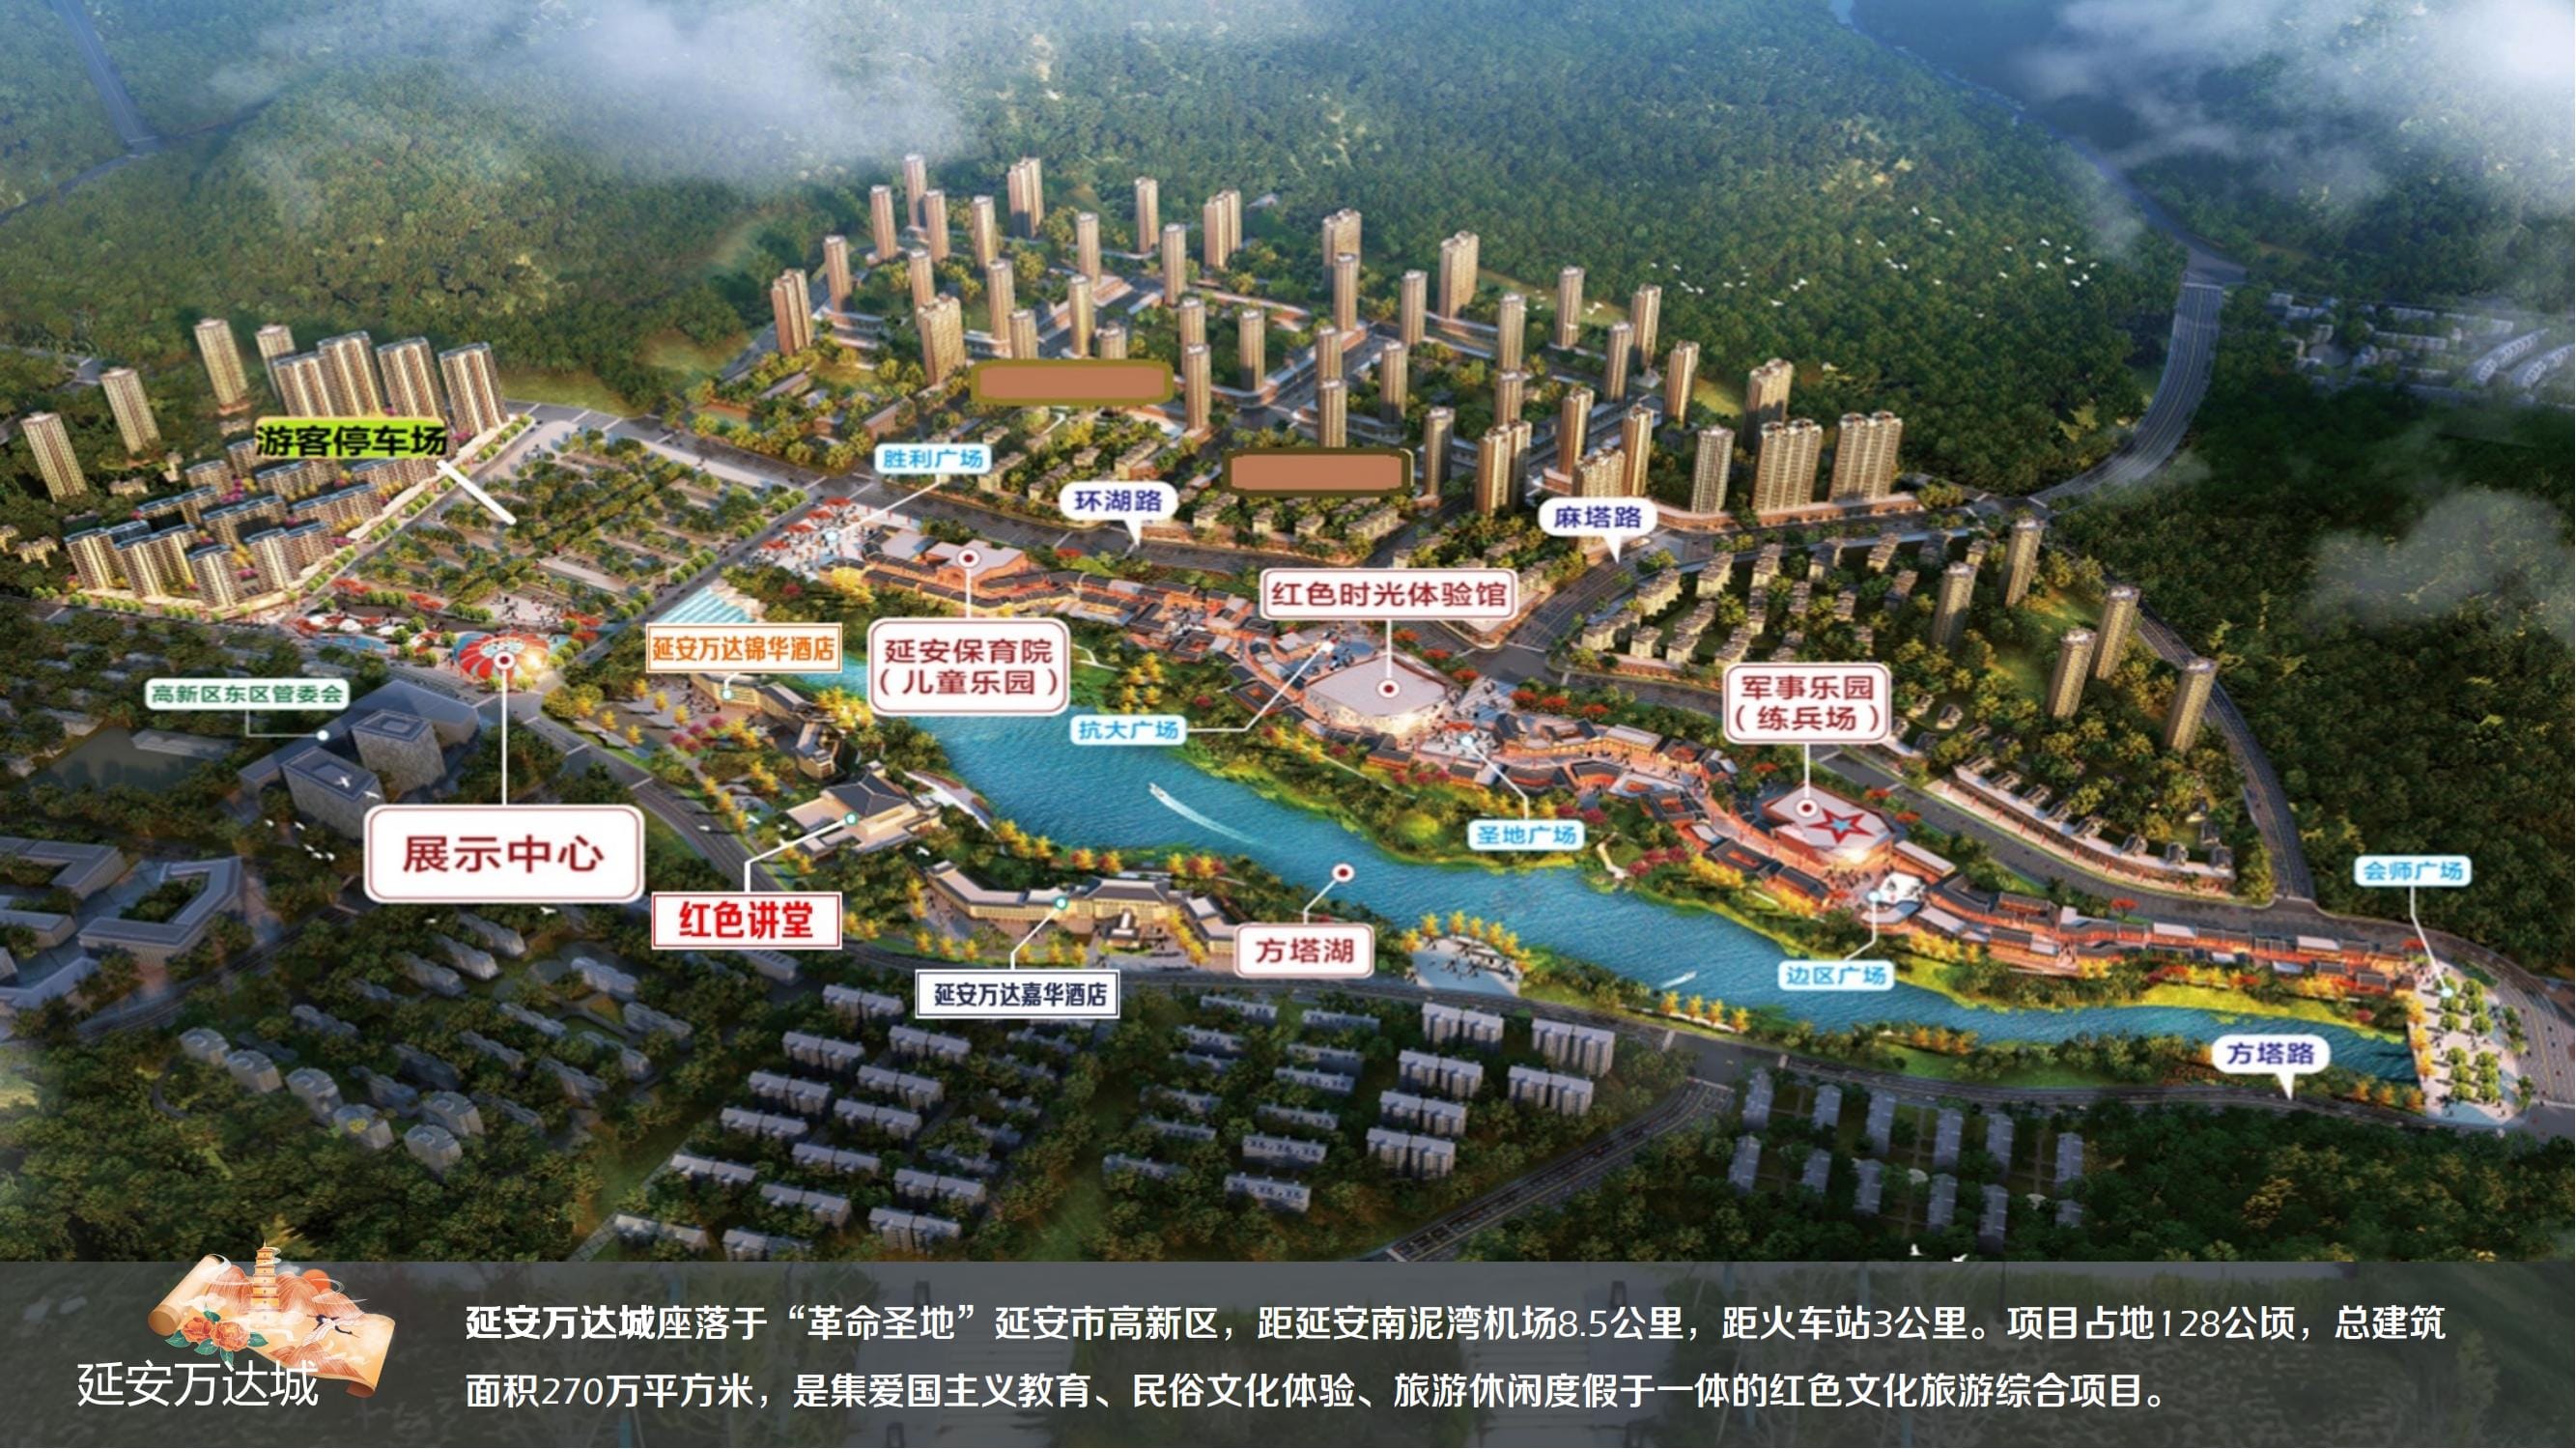 游客停车场
胜利广场
环湖路
麻塔路
红色时光体验馆
延安万达锦华酒店
延安保育院
（儿童乐园）
高新区东区管委会
抗大广场
军事乐园
（练兵场）
展示中心
圣地广场
会师广场
红色讲堂
方塔湖
边区广场
延安万达嘉华酒店
方塔路
延安万达城座落于“革命圣地”延安市高新区，距延安南泥湾机场8.5公里，距火车站3公里。项目占地128公顷，总建筑
面积270万平方米，是集爱国主义教育、民俗文化体验、旅游休闲度假于一体的红色文化旅游综合项目。
延安万达城